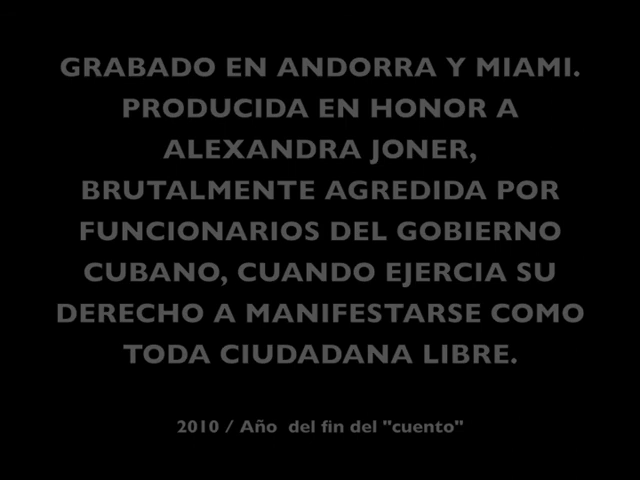 GRABADO EN ANDORRA Y MIAMI.
PRODUCIDA EN HONOR A
ALEXANDRA JONER,
BRUTALMENTE AGREDIDA POR
FUNCIONARIOS DEL GOBIERNO
CUBANO, CUANDO EJERCIA SU
DERECHO A MANIFESTARSE COMO
TODA CIUDADANA LIBRE.
2010 / Año  del fin del "cuento"